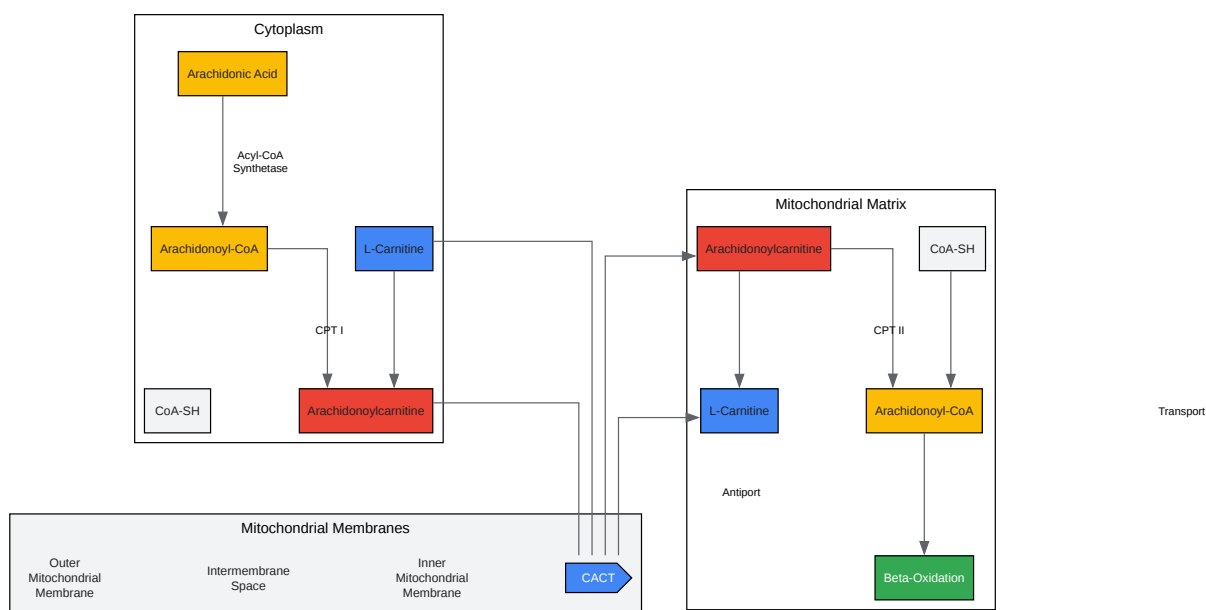 Cytoplasm
Arachidonic Acid
Acyl-CoA
Synthetase
Arachidonoyl-CoA
L-Carnitine
CPT I
CoA-SH
Arachidonoylcarnitine
Mitochondrial Matrix
Arachidonoylcarnitine
CoA-SH
CPT II
L-Carnitine
Arachidonoyl-CoA
Transport
Antiport
Beta-Oxidation
Mitochondrial Membranes
Outer
Mitochondrial
Membrane
Intermembrane
Space
Inner
Mitochondrial
Membrane
CACT